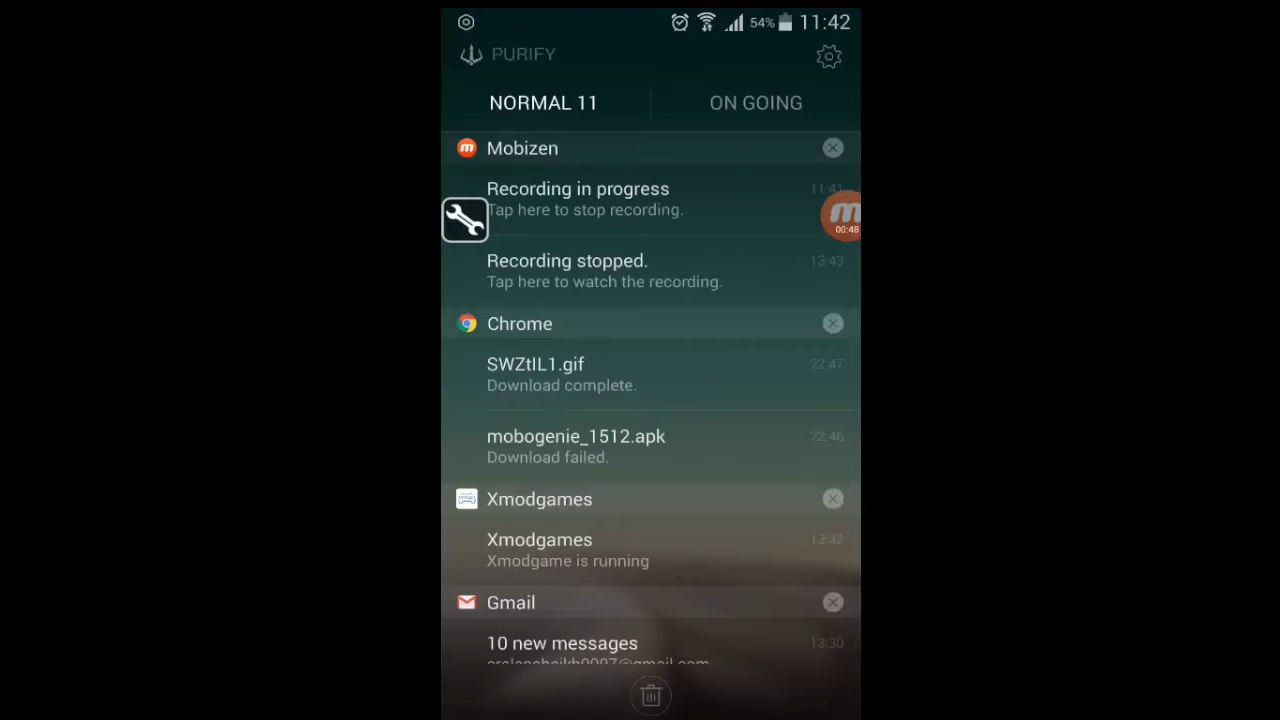 54% 11:42
PURIFY
NORMAL 11 ON GOING
Mobizen
Recording in progress 11:41
Tap here to stop recording.
m
00:48
Recording stopped. 13:43
Tap here to watch the recording.
Chrome
SWZtIL1.gif 22:47
Download complete.
mobogenie_1512.apk 22:46
Download failed.
Xmodgames
Xmodgames 13:42
Xmodgame is running
Gmail
10 new messages 13:30